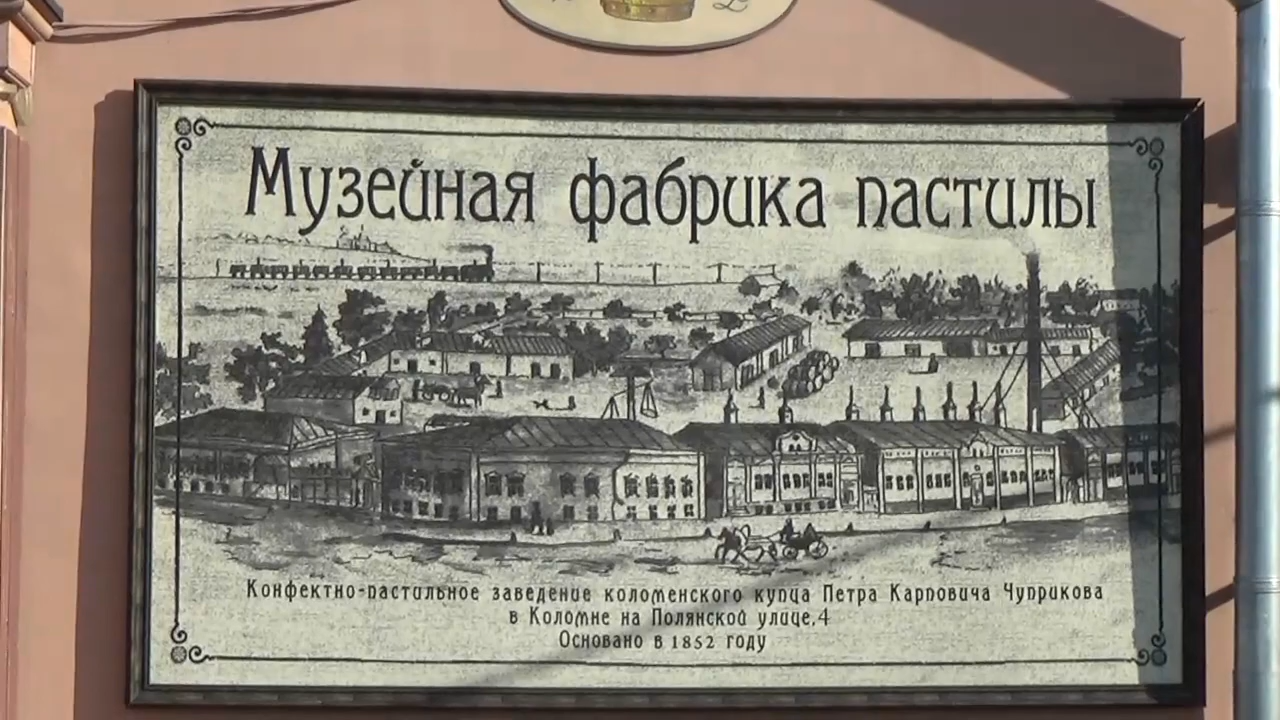 Музейная фабрика пастилы
Конфектно-пастильное заведение коломенского купца Петра Карповича Чуприкова
в Коломне на Полянской улице,4
Основано в 1852 году